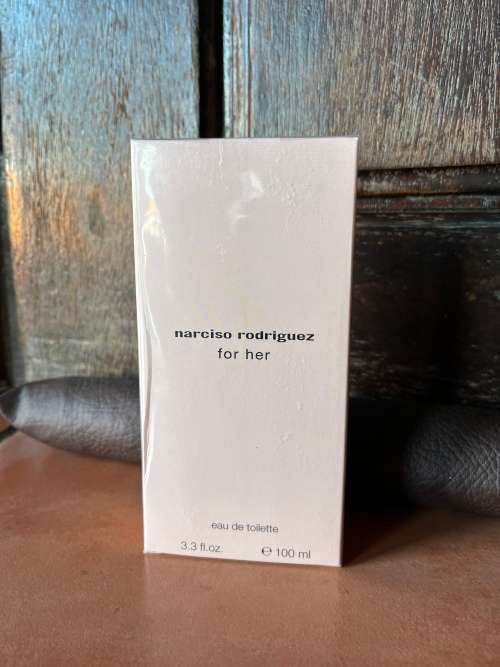 narciso rodriguez
for her
eau de toilette
3.3 fl.oz. ℮ 100 ml